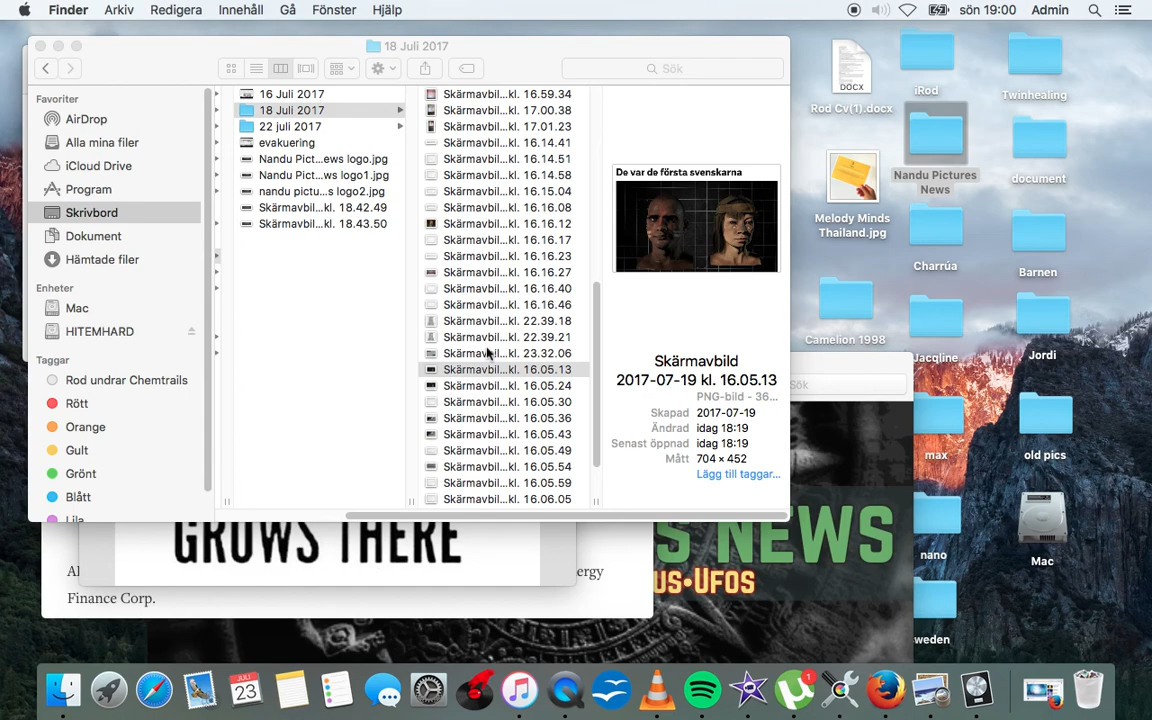 Finder Arkiv Redigera Innehåll Gå Fönster Hjälp sön 19:00 Admin
18 Juli 2017
Sök
Favoriter
AirDrop
Alla mina filer
iCloud Drive
Program
Skrivbord
Dokument
Hämtade filer
Enheter
Mac
HITEMHARD
Taggar
Rod undrar Chemtrails
Rött
Orange
Gult
Grönt
Blått
Lila
16 Juli 2017
18 Juli 2017
22 juli 2017
evakuering
Nandu Pict...ews logo.jpg
Nandu Pict...ws logo1.jpg
nandu pictu...s logo2.jpg
Skärmavbil...kl. 18.42.49
Skärmavbil...kl. 18.43.50
Skärmavbil...kl. 16.59.34
Skärmavbil...kl. 17.00.38
Skärmavbil...kl. 17.01.23
Skärmavbil...kl. 16.14.41
Skärmavbil...kl. 16.14.51
Skärmavbil...kl. 16.14.58
Skärmavbil...kl. 16.15.04
Skärmavbil...kl. 16.16.08
Skärmavbil...kl. 16.16.12
Skärmavbil...kl. 16.16.17
Skärmavbil...kl. 16.16.23
Skärmavbil...kl. 16.16.27
Skärmavbil...kl. 16.16.40
Skärmavbil...kl. 16.16.46
Skärmavbil...kl. 22.39.18
Skärmavbil...kl. 22.39.21
Skärmavbil...kl. 23.32.06
Skärmavbil...kl. 16.05.13
Skärmavbil...kl. 16.05.24
Skärmavbil...kl. 16.05.30
Skärmavbil...kl. 16.05.36
Skärmavbil...kl. 16.05.43
Skärmavbil...kl. 16.05.49
Skärmavbil...kl. 16.05.54
Skärmavbil...kl. 16.05.59
Skärmavbil...kl. 16.06.05
De var de första svenskarna
Skärmavbild
2017-07-19 kl. 16.05.13
PNG-bild - 36...
Skapad 2017-07-19
Ändrad idag 18:19
Senast öppnad idag 18:19
Mått 704 × 452
Lägg till taggar...
DOCX
Rod Cv(1).docx
iRod
Twinhealing
Nandu Pictures
News
document
Melody Minds
Thailand.jpg
Charrúa
Barnen
Camelion 1998
Jacqline
Jordi
Sök
max
old pics
nano
Mac
weden
GROWS THERE
ergy
Finance Corp.
S NEWS
US•UFOS
JUL
23
1